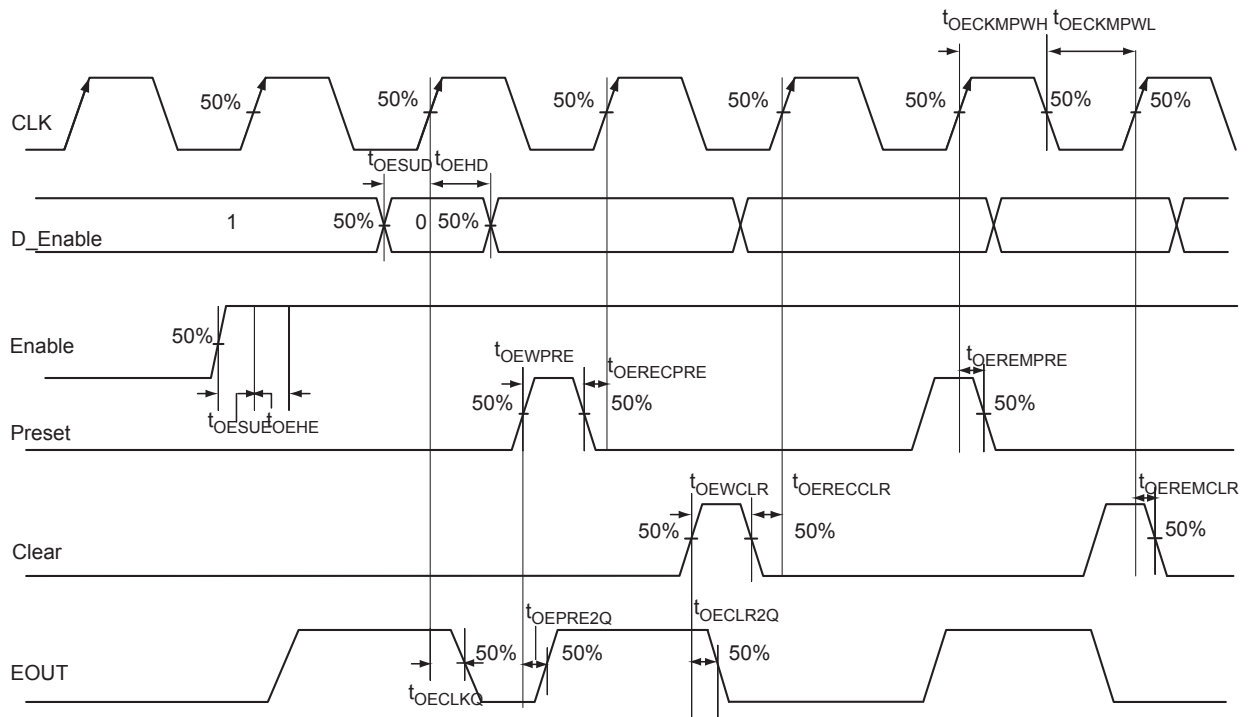 tOECKMPWH tOECKMPWL
50% 50% 50% 50% 50% 50% 50%
CLK
tOESUD tOEHD
1 50% 0 50%
D_Enable
50%
Enable
tOESUE tOEHE
tOEWPRE tOERECPRE tOEREMPRE
50% 50% 50%
Preset
tOEWCLR tOERECCLR tOEREMCLR
50% 50% 50%
Clear
tOEPRE2Q tOECLR2Q
50% 50% 50%
EOUT
tOECLKQ